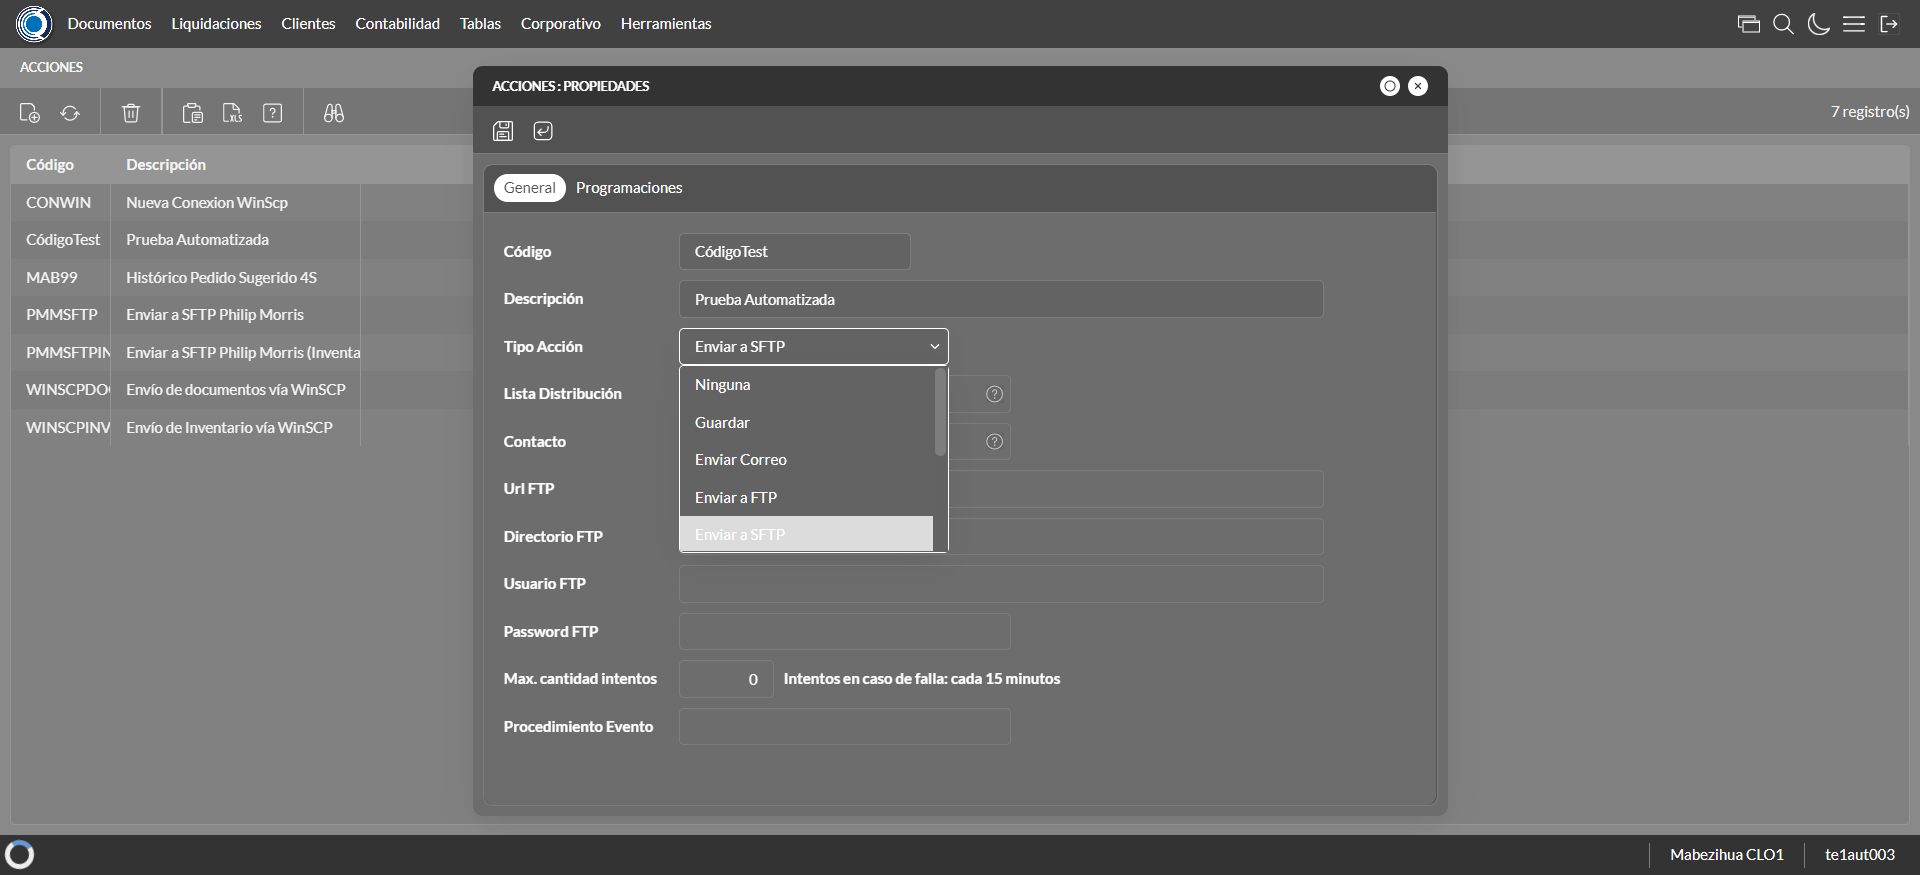 Documentos Liquidaciones Clientes Contabilidad Tablas Corporativo Herramientas
ACCIONES
7 registro(s)
Código Descripción
CONWIN Nueva Conexion WinScp
CódigoTest Prueba Automatizada
MAB99 Histórico Pedido Sugerido 4S
PMMSFTP Enviar a SFTP Philip Morris
PMMSFTPIN Enviar a SFTP Philip Morris (Inventa
WINSCPDO Envío de documentos vía WinSCP
WINSCPINV Envío de Inventario vía WinSCP
ACCIONES : PROPIEDADES
General Programaciones
Código CódigoTest
Descripción Prueba Automatizada
Tipo Acción Enviar a SFTP
Ninguna
Guardar
Enviar Correo
Enviar a FTP
Enviar a SFTP
Lista Distribución
Contacto
Url FTP
Directorio FTP
Usuario FTP
Password FTP
Max. cantidad intentos 0 Intentos en caso de falla: cada 15 minutos
Procedimiento Evento
Mabezihua CLO1 te1aut003